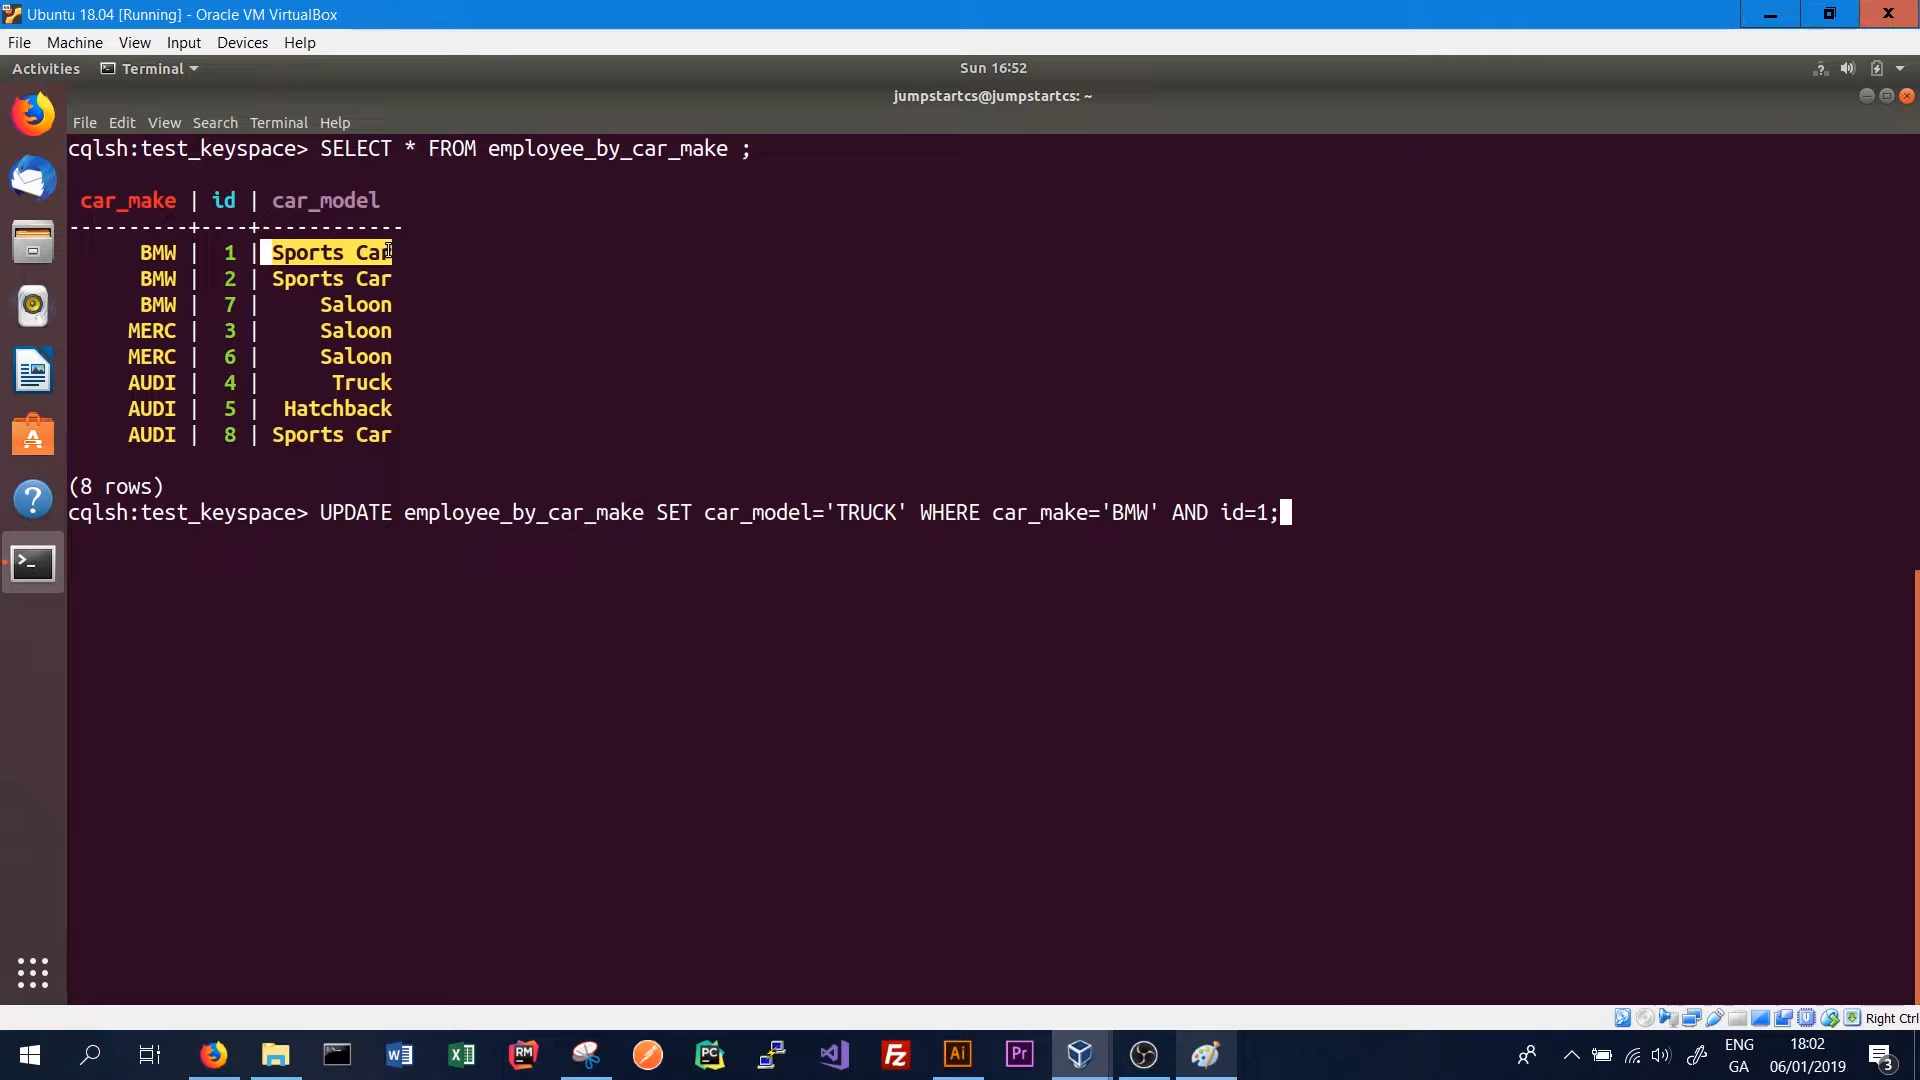 Ubuntu 18.04 [Running] - Oracle VM VirtualBox
File Machine View Input Devices Help
Activities Terminal Sun 16:52
jumpstartcs@jumpstartcs: ~
File Edit View Search Terminal Help
cqlsh:test_keyspace> SELECT * FROM employee_by_car_make ;
car_make | id | car_model
----------+----+------------
BMW | 1 | Sports Car
BMW | 2 | Sports Car
BMW | 7 | Saloon
MERC | 3 | Saloon
MERC | 6 | Saloon
AUDI | 4 | Truck
AUDI | 5 | Hatchback
AUDI | 8 | Sports Car
(8 rows)
cqlsh:test_keyspace> UPDATE employee_by_car_make SET car_model='TRUCK' WHERE car_make='BMW' AND id=1;
Right Ctrl
ENG 18:02
GA 06/01/2019 3